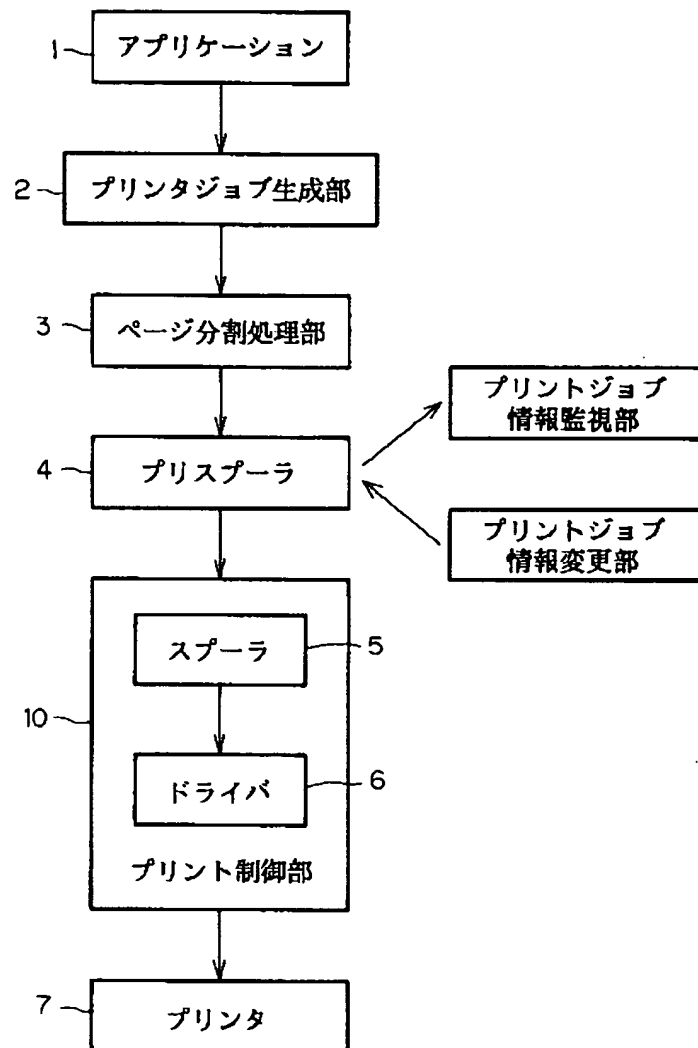 1
アプリケーション
2
プリンタジョブ生成部
3
ページ分割処理部
4
プリスプーラ
プリントジョブ
情報監視部
プリントジョブ
情報変更部
10
スプーラ
5
ドライバ
6
プリント制御部
7
プリンタ